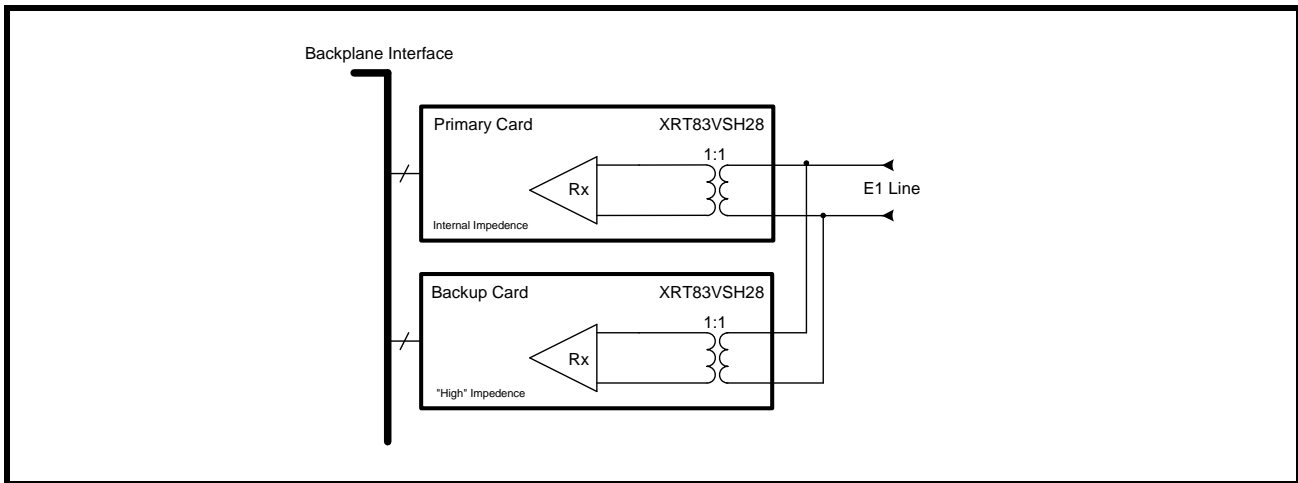 Backplane Interface
Primary Card XRT83VSH28
1:1
Rx
E1 Line
Internal Impedence
Backup Card XRT83VSH28
1:1
Rx
"High" Impedence